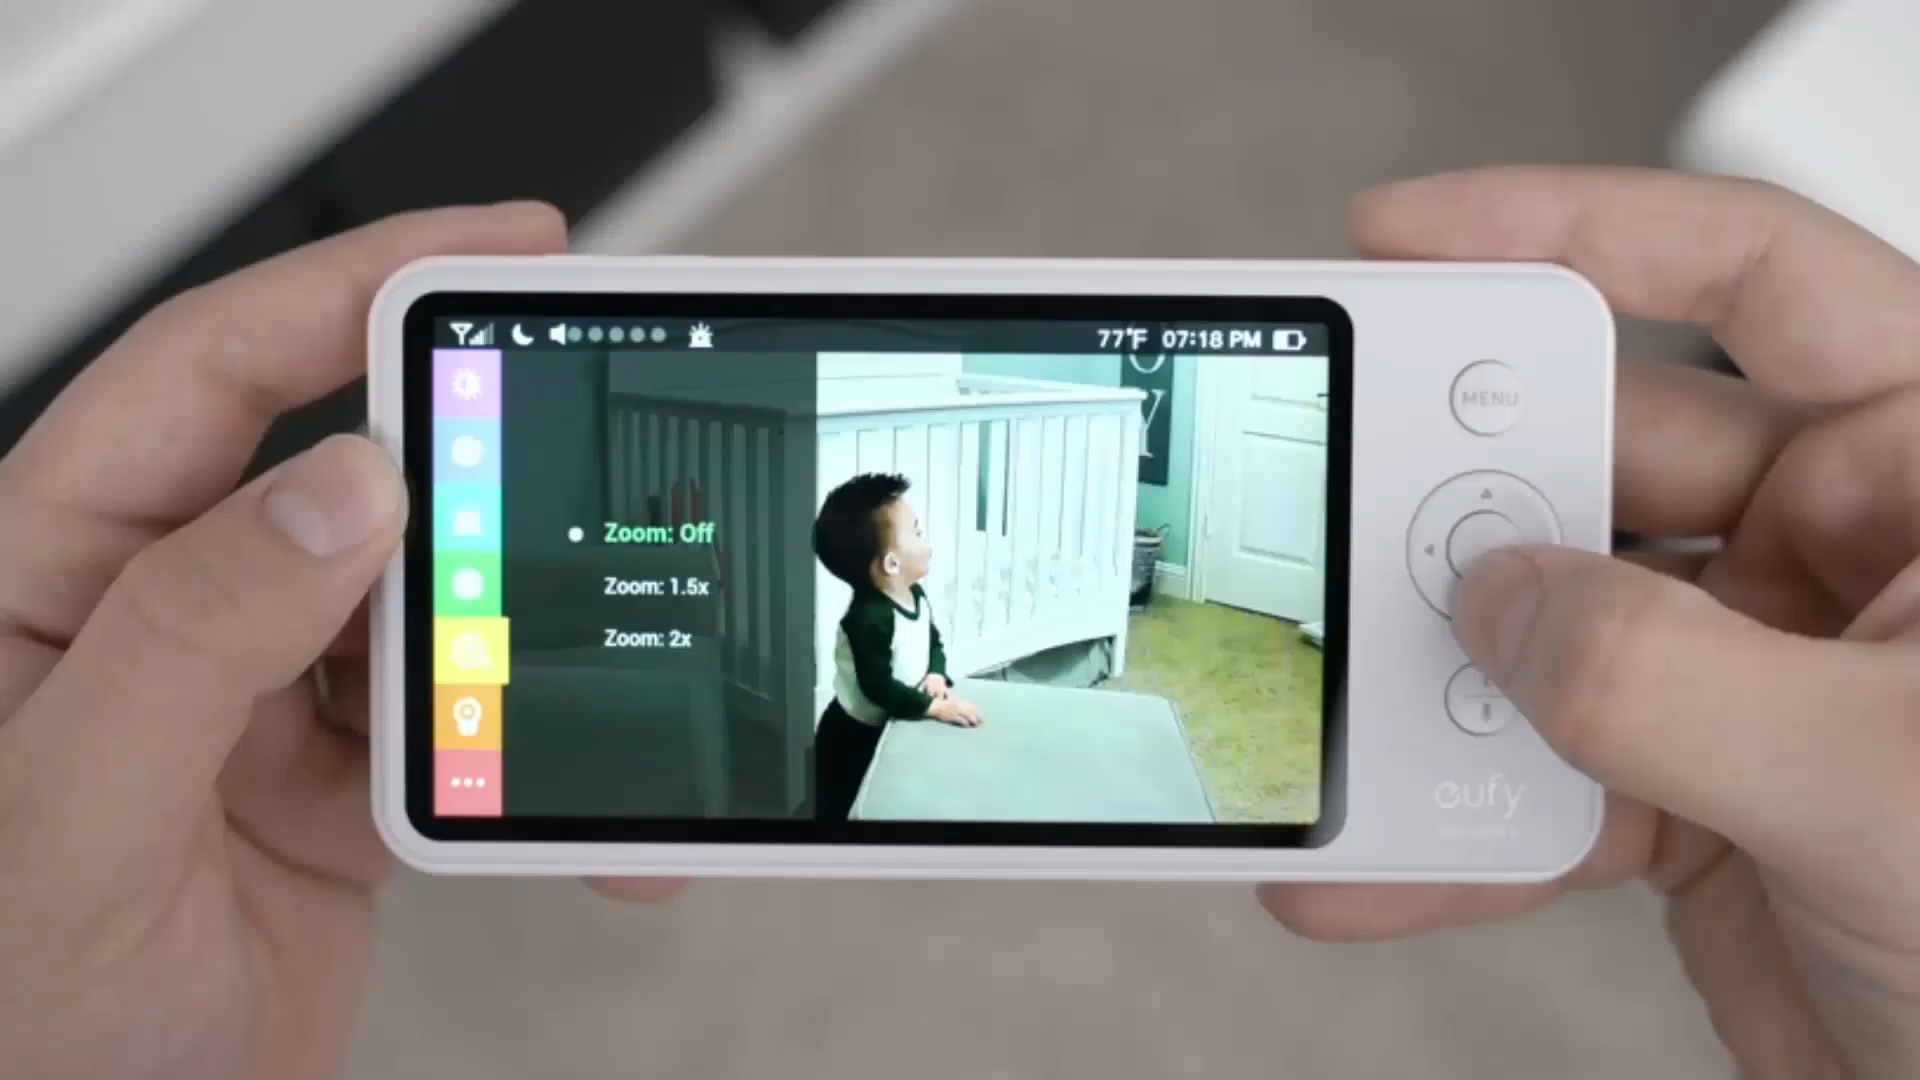 77°F 07:18 PM
O
Y
Zoom: Off
Zoom: 1.5x
Zoom: 2x
MENU
eufy